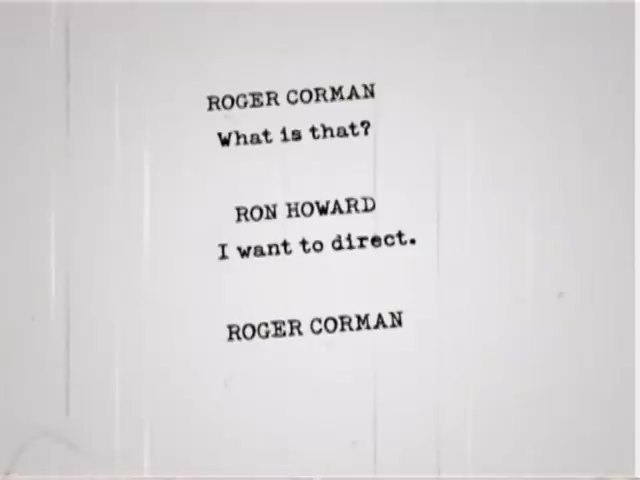 ROGER CORMAN
What is that?
RON HOWARD
I want to direct.
ROGER CORMAN